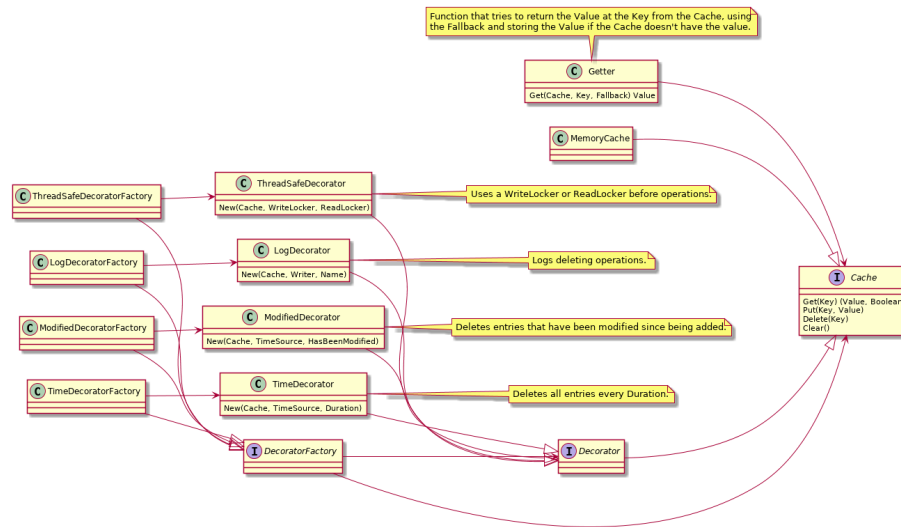 Function that tries to return the Value at the Key from the Cache, using
the Fallback and storing the Value if the Cache doesn't have the value.
C Getter
Get(Cache, Key, Fallback) Value
C MemoryCache
C ThreadSafeDecoratorFactory
C ThreadSafeDecorator
New(Cache, WriteLocker, ReadLocker)
Uses a WriteLocker or ReadLocker before operations.
C LogDecoratorFactory
C LogDecorator
New(Cache, Writer, Name)
Logs deleting operations.
I Cache
Get(Key) (Value, Boolean
Put(Key, Value)
Delete(Key)
Clear()
C ModifiedDecoratorFactory
C ModifiedDecorator
New(Cache, TimeSource, HasBeenModified)
Deletes entries that have been modified since being added.
C TimeDecoratorFactory
C TimeDecorator
New(Cache, TimeSource, Duration)
Deletes all entries every Duration.
I DecoratorFactory
I Decorator